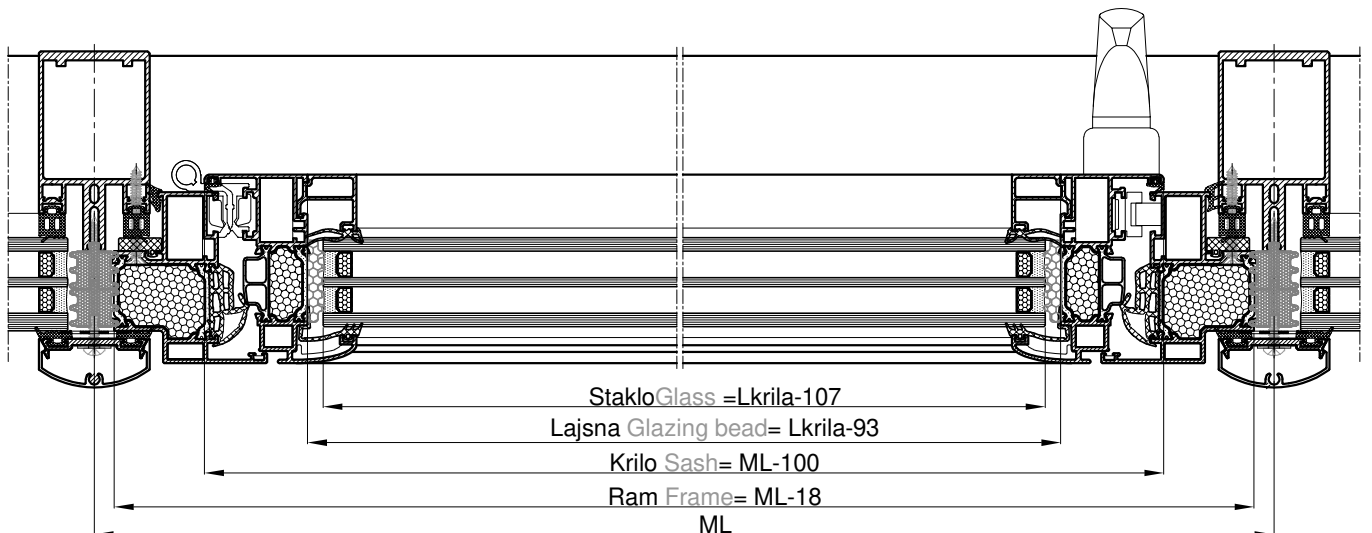 StakloGlass =Lkrila-107
Lajsna Glazing bead= Lkrila-93
Krilo Sash= ML-100
Ram Frame= ML-18
ML